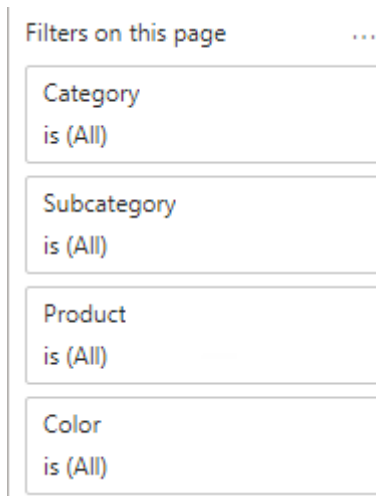 Filters on this page ...
Category
is (All)
Subcategory
is (All)
Product
is (All)
Color
is (All)